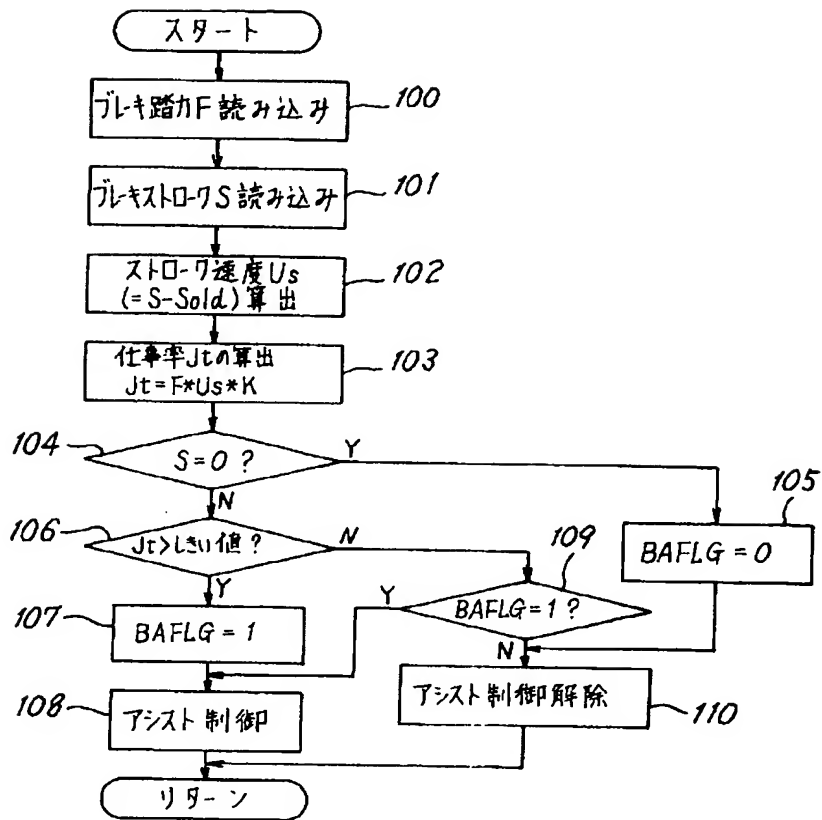 スタート
ブレーキ踏力F読み込み
100
ブレーキストロークS読み込み
101
ストローク速度Us
(=S-Sold)算出
102
仕事率Jtの算出
Jt=F*Us*K
103
104
S=0?
Y
N
105
BAFLG=0
106
Jt>しきい値?
N
Y
109
BAFLG=1?
Y
N
107
BAFLG=1
108
アシスト制御
アシスト制御解除
110
リターン